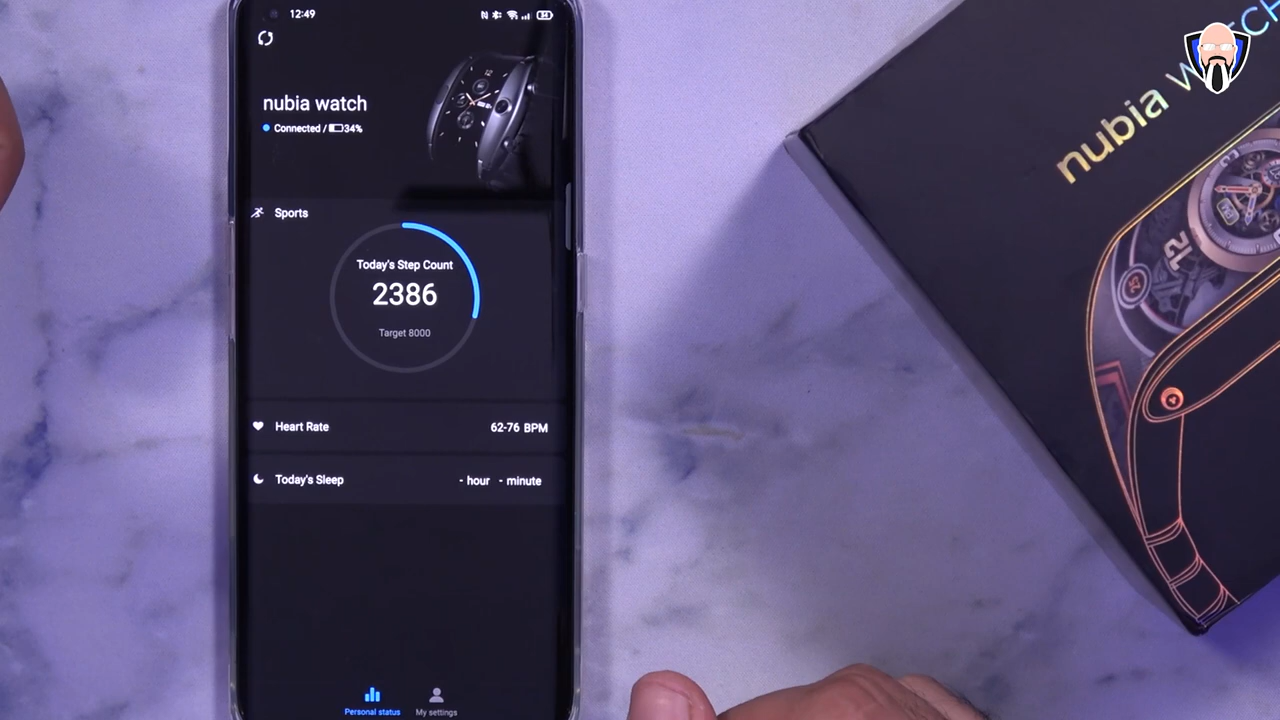 12:49
34
nubia watch
Connected / 34%
Sports
Today's Step Count
2386
Target 8000
Heart Rate
62-76 BPM
Today's Sleep
- hour - minute
Personal status
My settings
nubia